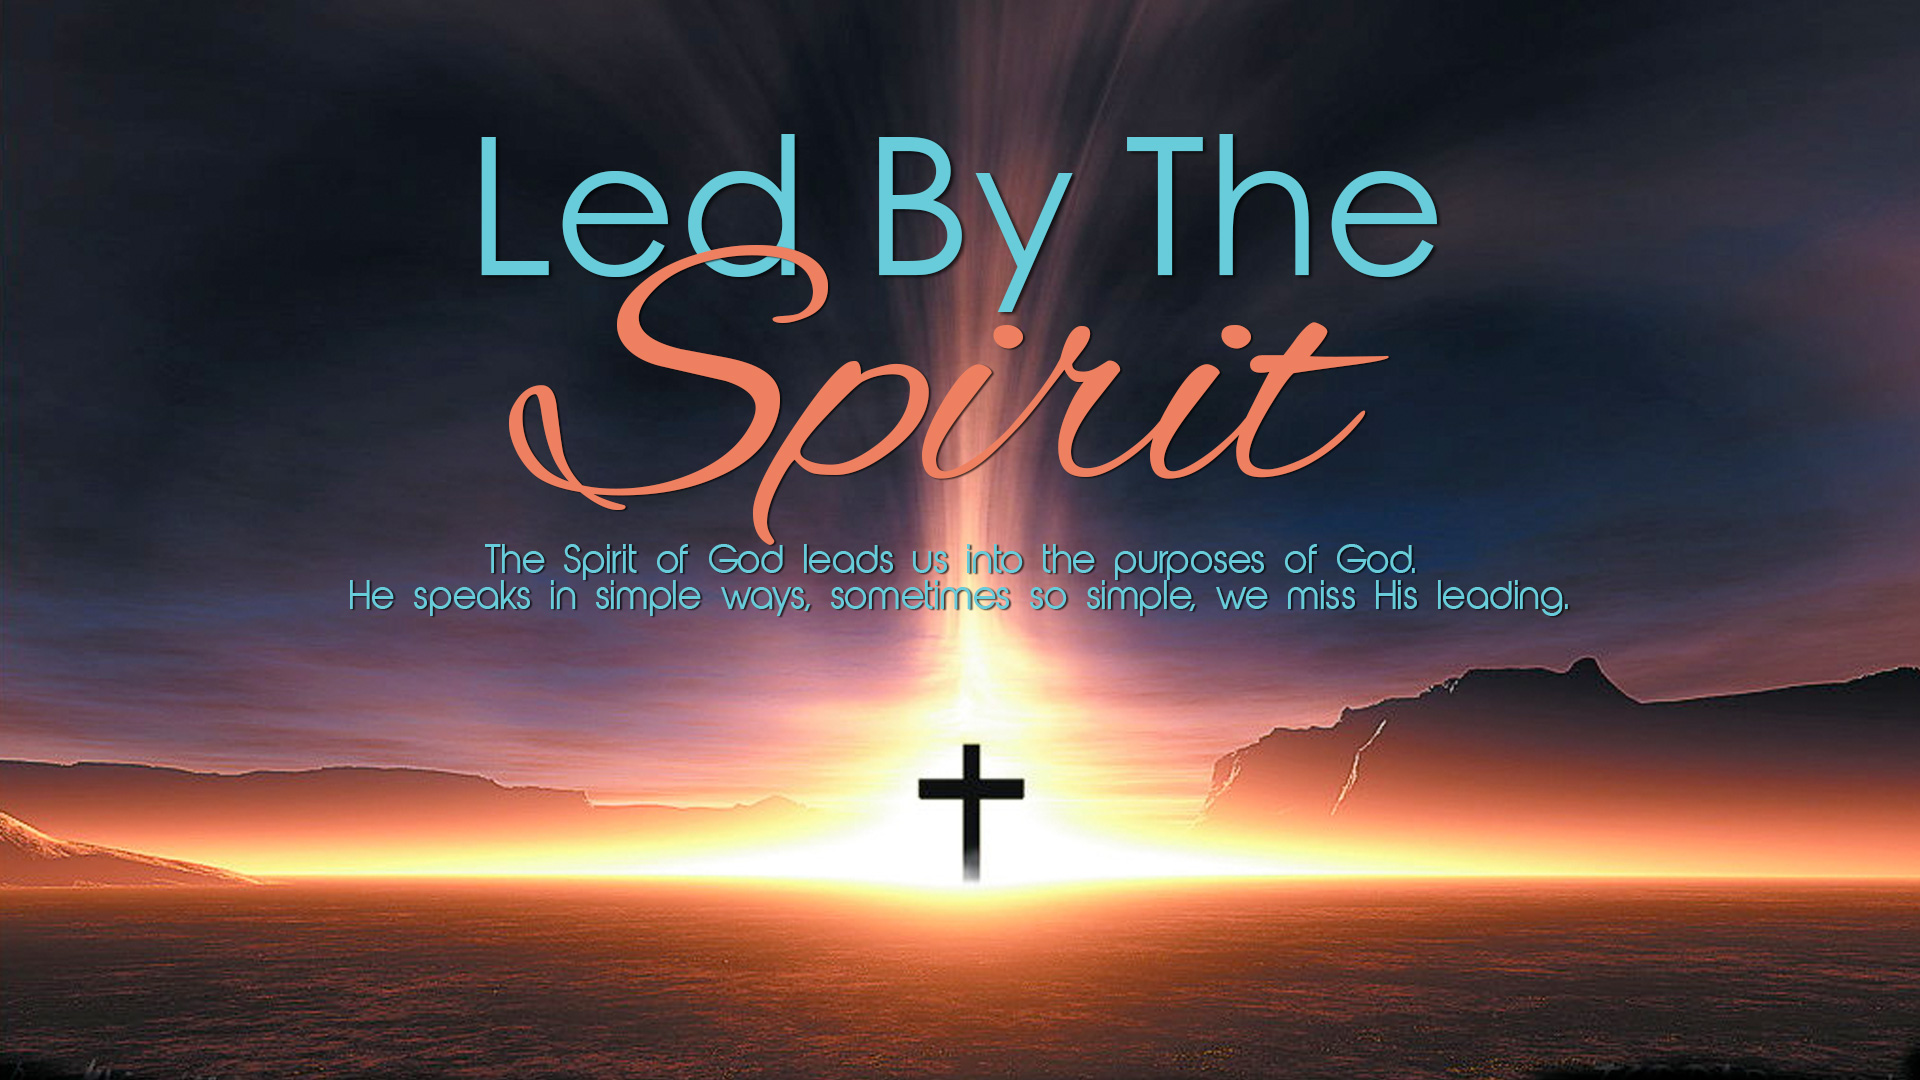 Led By The
Spirit
The Spirit of God leads us into the purposes of God.
He speaks in simple ways, sometimes so simple, we miss His leading.